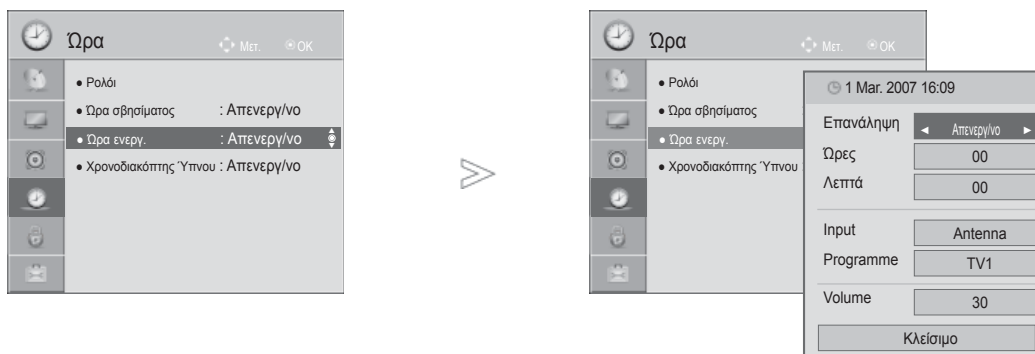 Ώρα Μετ. OK
• Ρολόι
• Ώρα σβησίματος : Απενεργ/νο
• Ώρα ενεργ. : Απενεργ/νο
• Χρονοδιακόπτης Ύπνου : Απενεργ/νο
Ώρα Μετ. OK
• Ρολόι
• Ώρα σβησίματος
• Ώρα ενεργ.
• Χρονοδιακόπτης Ύπνου :
1 Mar. 2007 16:09
Επανάληψη ◄ Απενεργ/νο ►
Ώρες 00
Λεπτά 00
Input Antenna
Programme TV1
Volume 30
Κλείσιμο